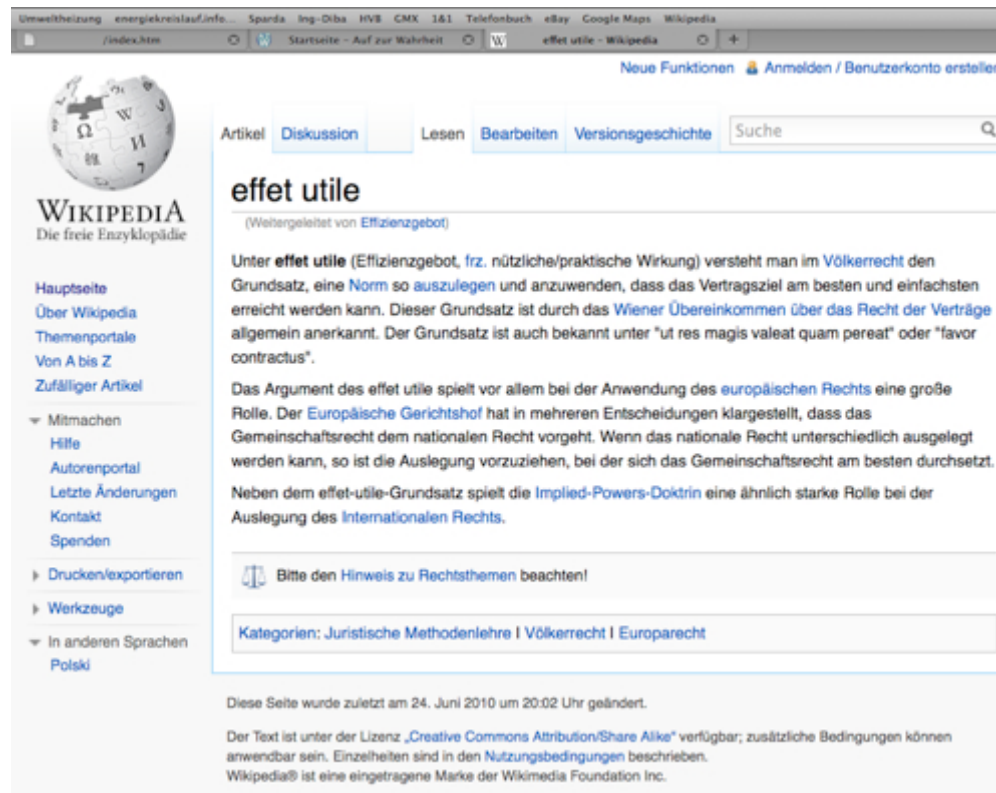 Umweltheizung energiekreislauf.info... Sparda Ing-Diba HVB GMX 1&1 Telefonbuch eBay Google Maps Wikipedia
/index.htm Startseite – Auf zur Wahrheit effet utile – Wikipedia +
Neue Funktionen Anmelden / Benutzerkonto erstellen
Artikel Diskussion Lesen Bearbeiten Versionsgeschichte Suche
WIKIPEDIA
Die freie Enzyklopädie
Hauptseite
Über Wikipedia
Themenportale
Von A bis Z
Zufälliger Artikel
Mitmachen
Hilfe
Autorenportal
Letzte Änderungen
Kontakt
Spenden
Drucken/exportieren
Werkzeuge
In anderen Sprachen
Polski
effet utile
(Weitergeleitet von Effizienzgebot)
Unter effet utile (Effizienzgebot, frz. nützliche/praktische Wirkung) versteht man im Völkerrecht den
Grundsatz, eine Norm so auszulegen und anzuwenden, dass das Vertragsziel am besten und einfachsten
erreicht werden kann. Dieser Grundsatz ist durch das Wiener Übereinkommen über das Recht der Verträge
allgemein anerkannt. Der Grundsatz ist auch bekannt unter "ut res magis valeat quam pereat" oder "favor
contractus".
Das Argument des effet utile spielt vor allem bei der Anwendung des europäischen Rechts eine große
Rolle. Der Europäische Gerichtshof hat in mehreren Entscheidungen klargestellt, dass das
Gemeinschaftsrecht dem nationalen Recht vorgeht. Wenn das nationale Recht unterschiedlich ausgelegt
werden kann, so ist die Auslegung vorzuziehen, bei der sich das Gemeinschaftsrecht am besten durchsetzt.
Neben dem effet-utile-Grundsatz spielt die Implied-Powers-Doktrin eine ähnlich starke Rolle bei der
Auslegung des Internationalen Rechts.
Bitte den Hinweis zu Rechtsthemen beachten!
Kategorien: Juristische Methodenlehre | Völkerrecht | Europarecht
Diese Seite wurde zuletzt am 24. Juni 2010 um 20:02 Uhr geändert.
Der Text ist unter der Lizenz „Creative Commons Attribution/Share Alike" verfügbar; zusätzliche Bedingungen können
anwendbar sein. Einzelheiten sind in den Nutzungsbedingungen beschrieben.
Wikipedia® ist eine eingetragene Marke der Wikimedia Foundation Inc.